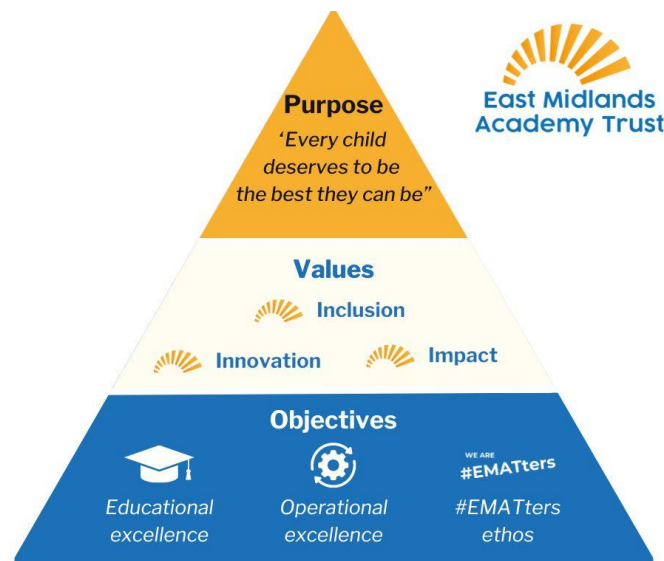 East Midlands
Academy Trust
Purpose
‘Every child
deserves to be
the best they can be”
Values
Inclusion
Innovation
Impact
Objectives
Educational
excellence
Operational
excellence
WE ARE
#EMATters
#EMATters
ethos